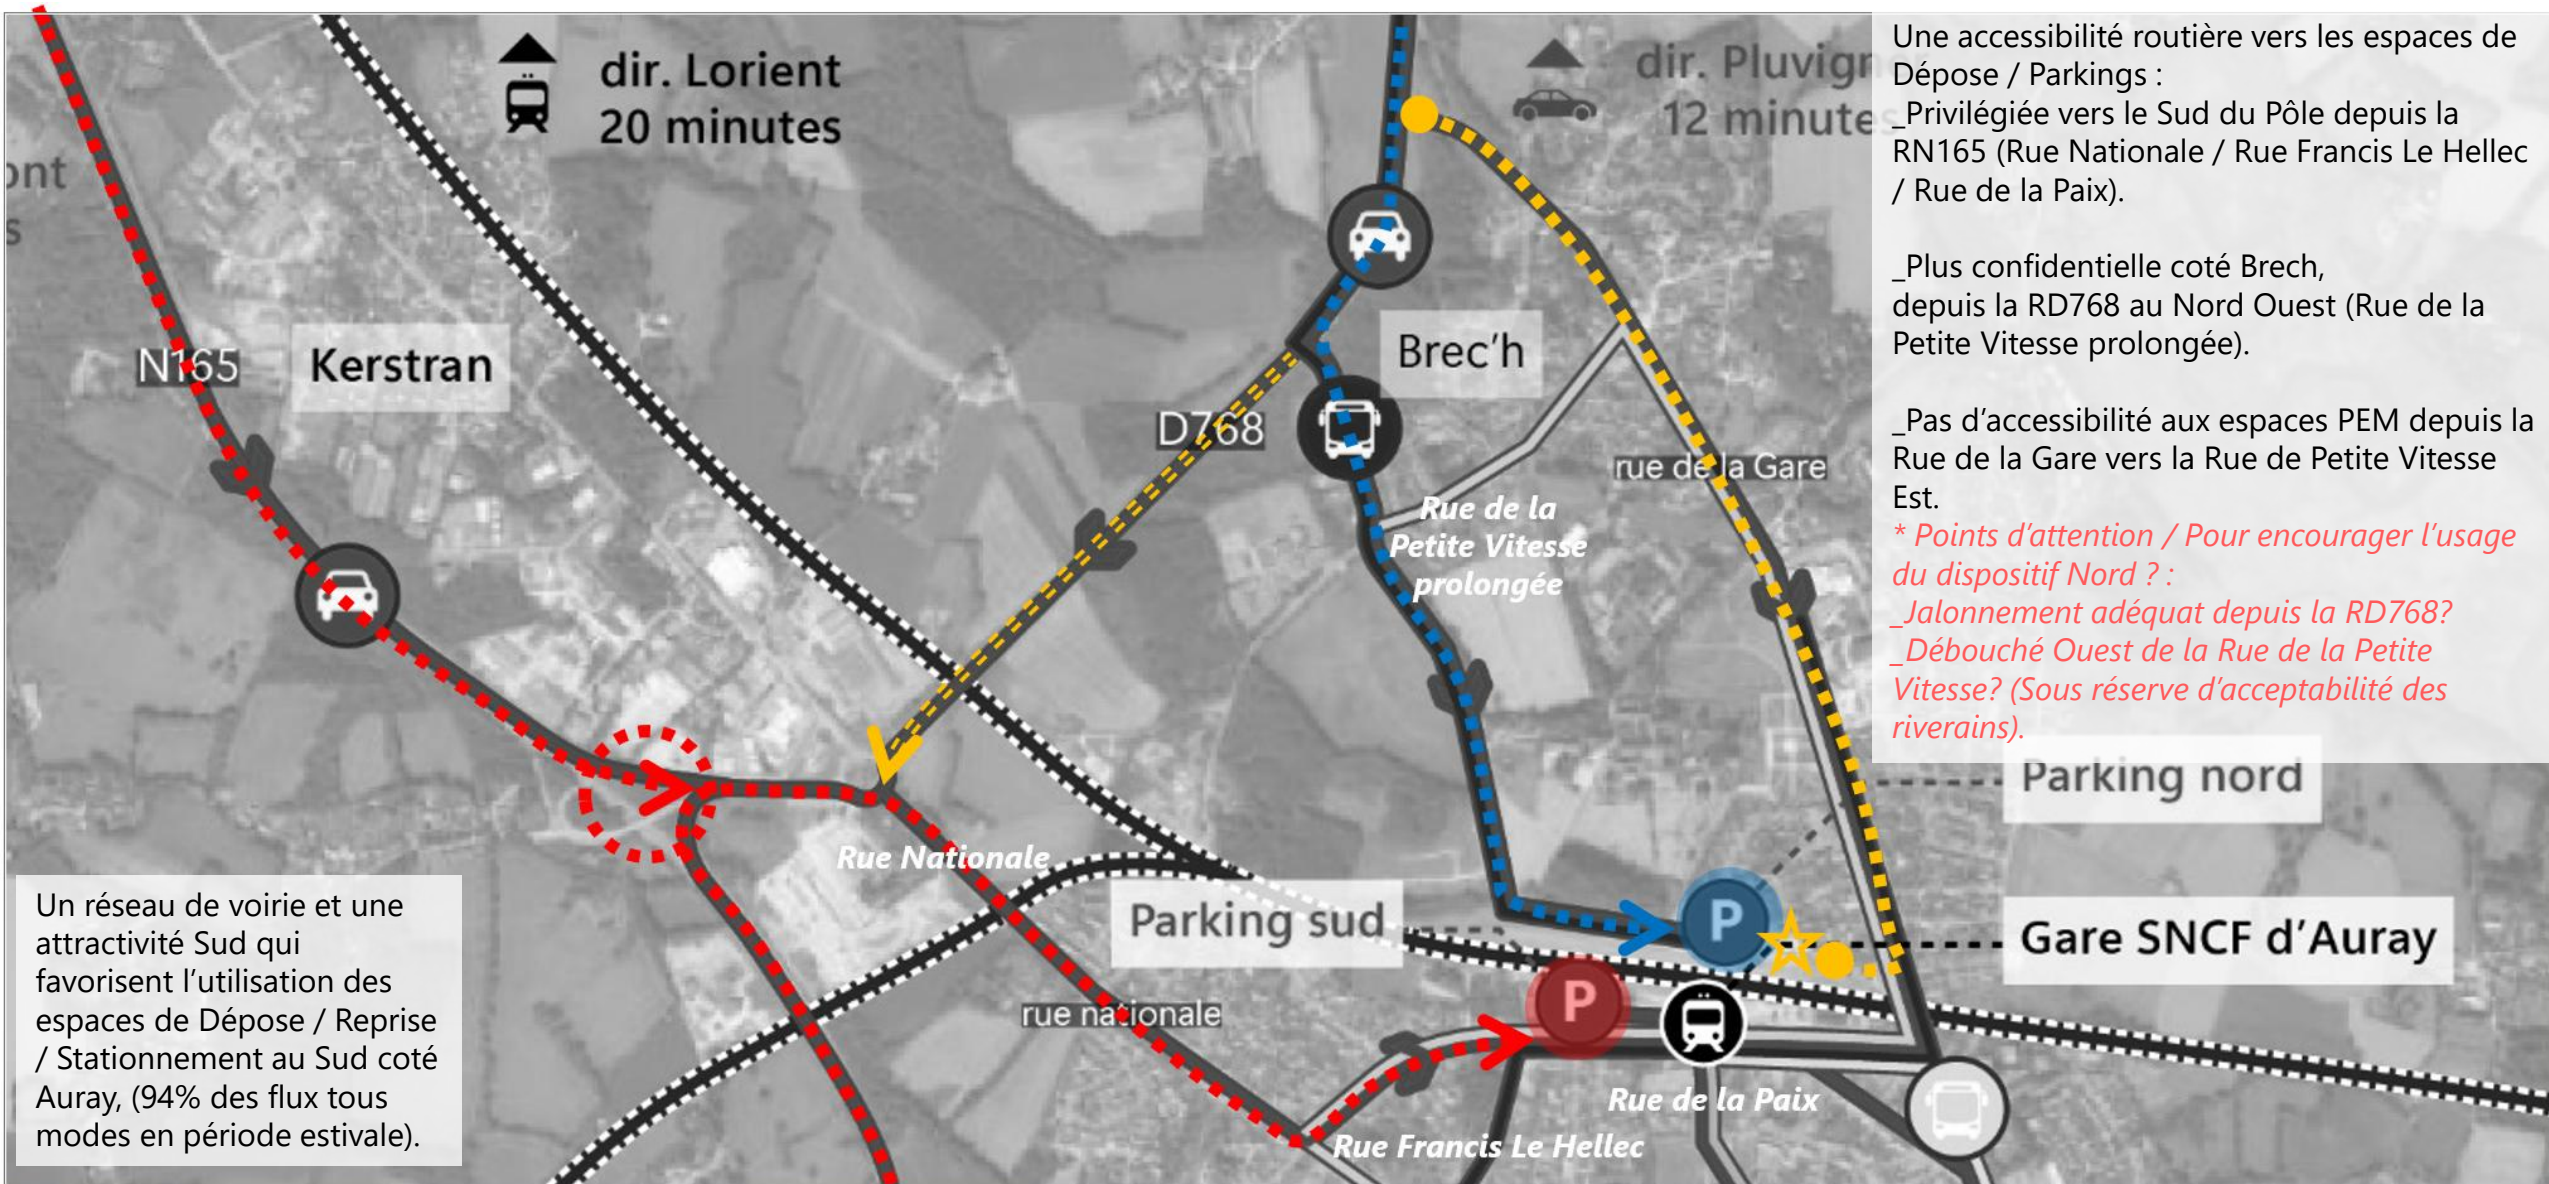 dir. Lorient
20 minutes
dir. Pluvign
12 minute
ont
s
N165
Kerstran
Brec'h
D768
rue de la Gare
Rue de la
Petite Vitesse
prolongée
Rue Nationale
Parking sud
Parking nord
Gare SNCF d'Auray
P
P
rue nationale
Rue de la Paix
Rue Francis Le Hellec
Une accessibilité routière vers les espaces de
Dépose / Parkings :
_Privilégiée vers le Sud du Pôle depuis la
RN165 (Rue Nationale / Rue Francis Le Hellec
/ Rue de la Paix).
_Plus confidentielle coté Brech,
depuis la RD768 au Nord Ouest (Rue de la
Petite Vitesse prolongée).
_Pas d'accessibilité aux espaces PEM depuis la
Rue de la Gare vers la Rue de Petite Vitesse
Est.
* Points d'attention / Pour encourager l'usage
du dispositif Nord ? :
_Jalonnement adéquat depuis la RD768?
_Débouché Ouest de la Rue de la Petite
Vitesse? (Sous réserve d'acceptabilité des
riverains).
Un réseau de voirie et une
attractivité Sud qui
favorisent l'utilisation des
espaces de Dépose / Reprise
/ Stationnement au Sud coté
Auray, (94% des flux tous
modes en période estivale).